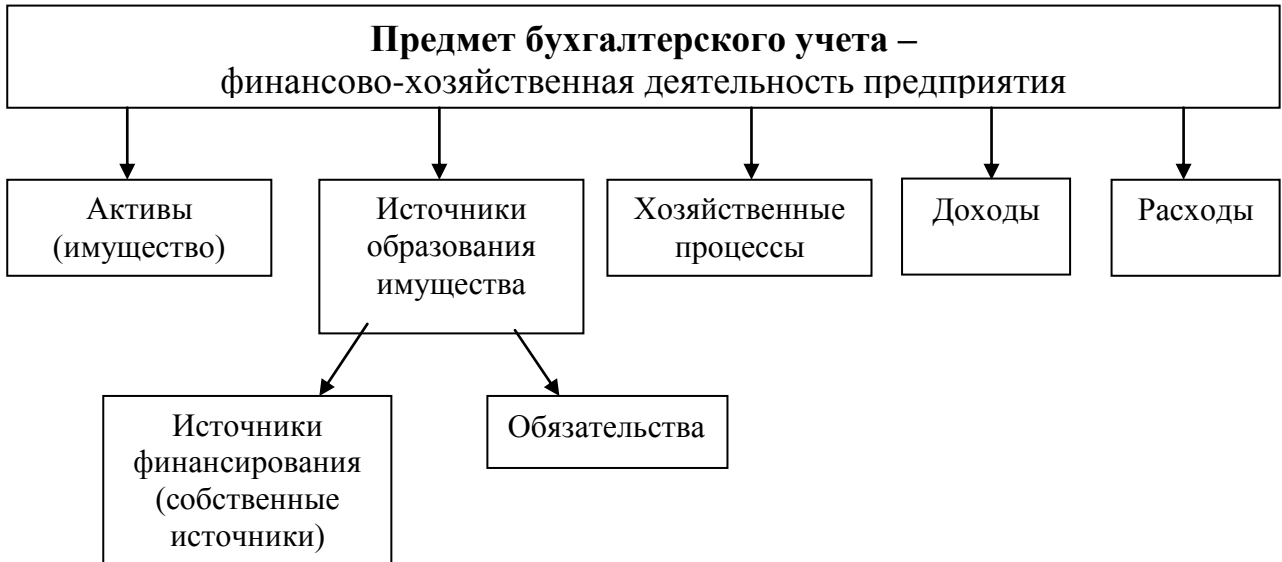 Предмет бухгалтерского учета –
финансово-хозяйственная деятельность предприятия
Активы
(имущество)
Источники
образования
имущества
Хозяйственные
процессы
Доходы
Расходы
Источники
финансирования
(собственные
источники)
Обязательства